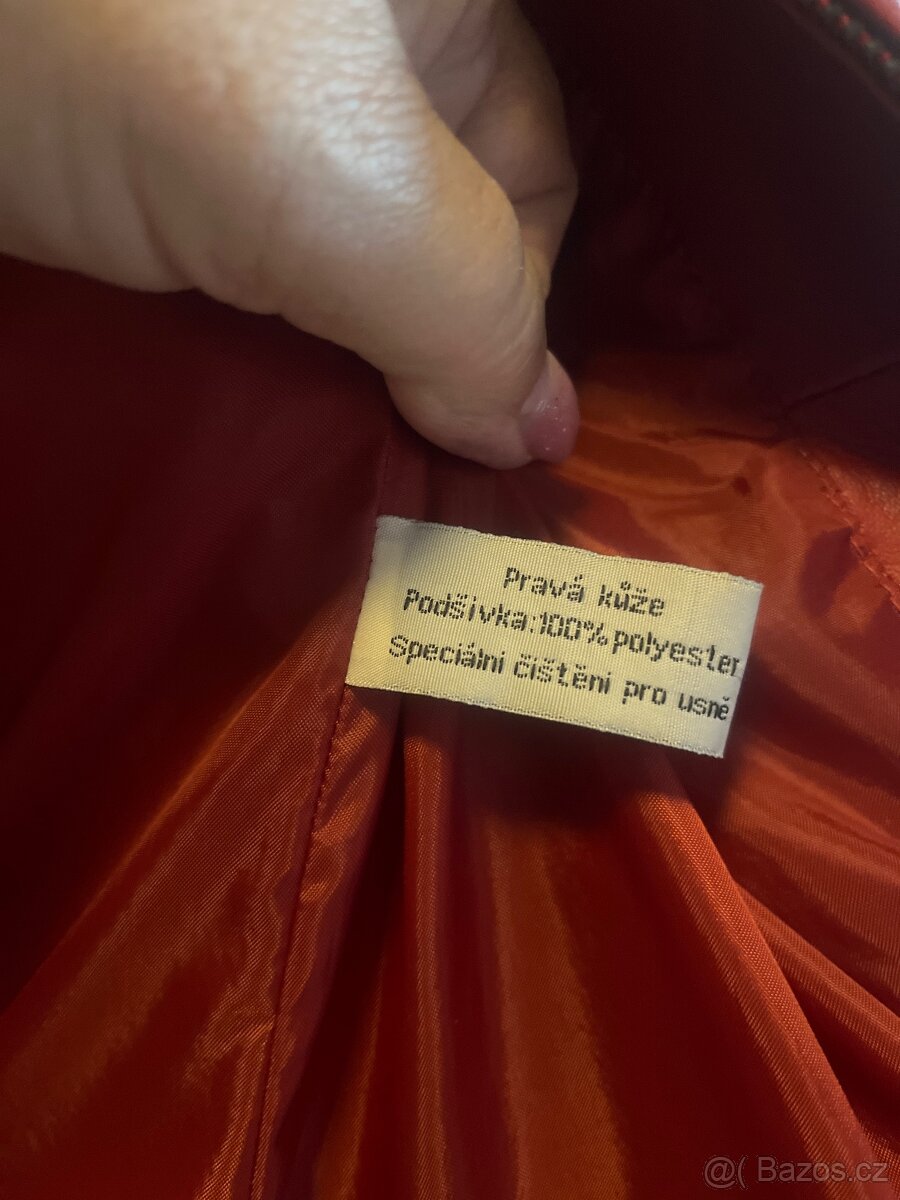 Pravá kůže
Podšivka:100% polyester
Speciální čištění pro usně
@( Bazos.cz